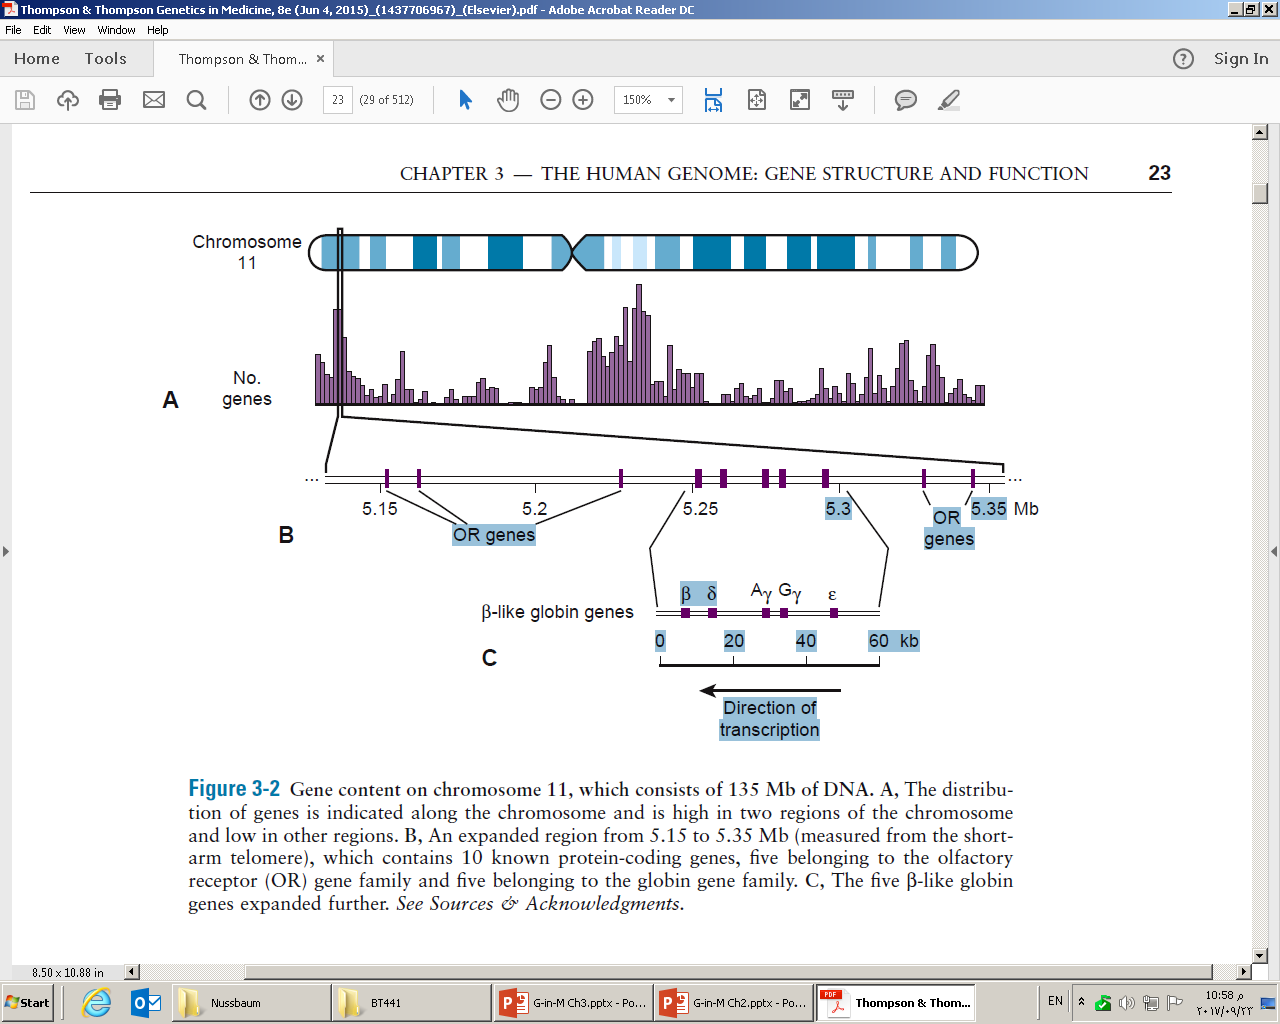 Thompson & Thompson Genetics in Medicine, 8e (Jun 4, 2015)_(1437706967)_(Elsevier).pdf - Adobe Acrobat Reader DC
File Edit View Window Help
Home Tools Thompson & Thom... × ? Sign In
23 (29 of 512) 150%
CHAPTER 3 — THE HUMAN GENOME: GENE STRUCTURE AND FUNCTION 23
Chromosome
11
No.
genes
A
... ...
5.15 5.2 5.25 5.3 5.35 Mb
OR genes
OR
genes
B
β δ Aγ Gγ ε
β-like globin genes
0 20 40 60 kb
C
Direction of
transcription
Figure 3-2 Gene content on chromosome 11, which consists of 135 Mb of DNA. A, The distribu-
tion of genes is indicated along the chromosome and is high in two regions of the chromosome
and low in other regions. B, An expanded region from 5.15 to 5.35 Mb (measured from the short-
arm telomere), which contains 10 known protein-coding genes, five belonging to the olfactory
receptor (OR) gene family and five belonging to the globin gene family. C, The five β-like globin
genes expanded further. See Sources & Acknowledgments.
8.50 x 10.88 in
Start Nussbaum BT441 G-in-M Ch3.pptx - Po... G-in-M Ch2.pptx - Po... PDF Thompson & Thom... EN 10:58 م
٢٠١٧/٠٩/٢٣